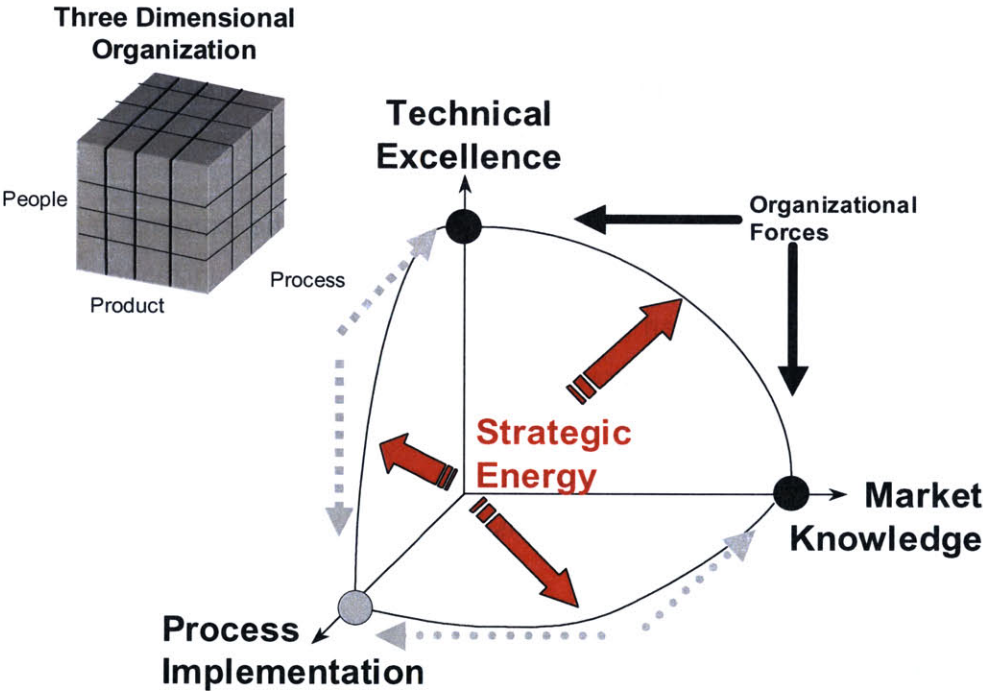 Three Dimensional
Organization
People
Process
Product
Technical
Excellence
Organizational
Forces
Strategic
Energy
Market
Knowledge
Process
Implementation